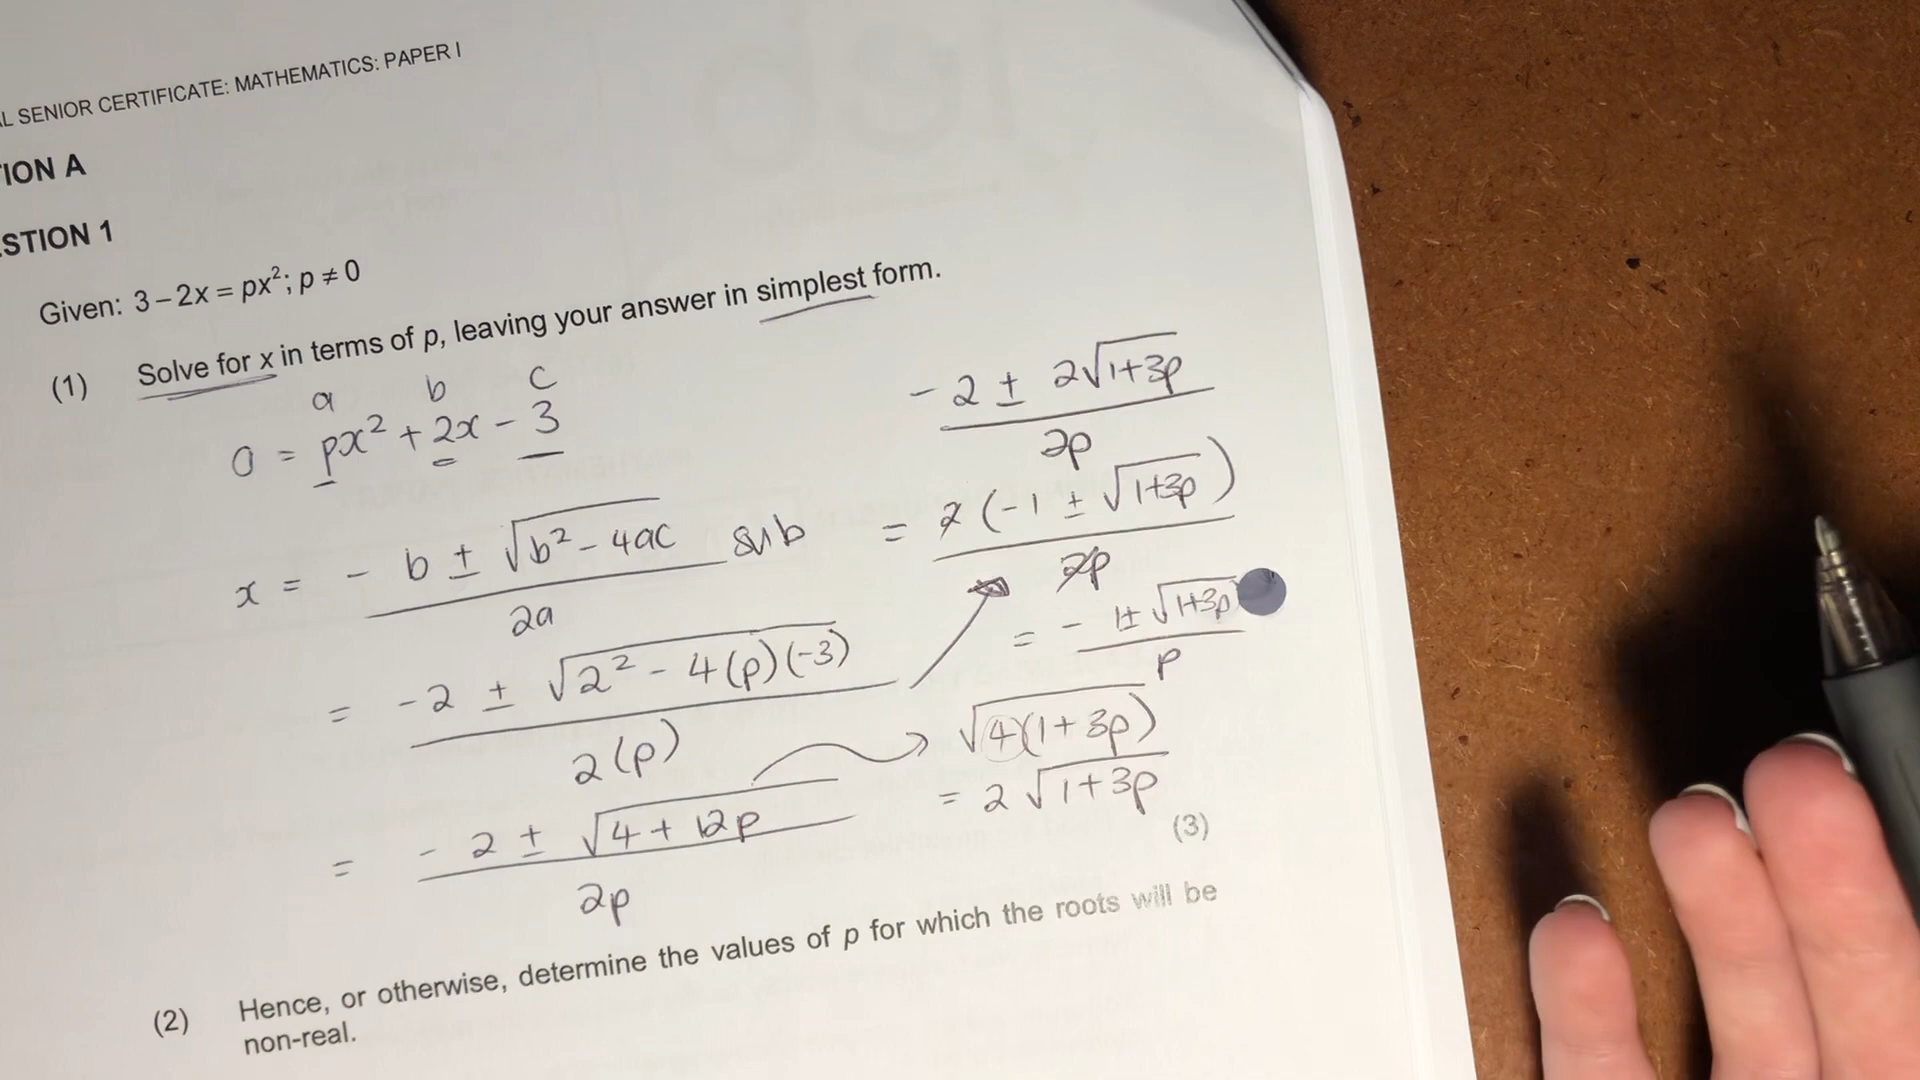 AL SENIOR CERTIFICATE: MATHEMATICS: PAPER I
TION A
STION 1
Given: 3 – 2x = px²; p ≠ 0
(1) Solve for x in terms of p, leaving your answer in simplest form.
a b c
0 = px² + 2x - 3
x = - b ± √b² - 4ac sub
2a
= -2 ± √2² - 4(p)(-3)
2(p)
= - 2 ± √4 + 12p
2p
- 2 ± 2√1+3p
2p
= 2(-1 ± √1+3p)
2p
= - 1± √1+3p
p
√4(1+ 3p)
= 2√1+3p
(3)
(2) Hence, or otherwise, determine the values of p for which the roots will be
non-real.